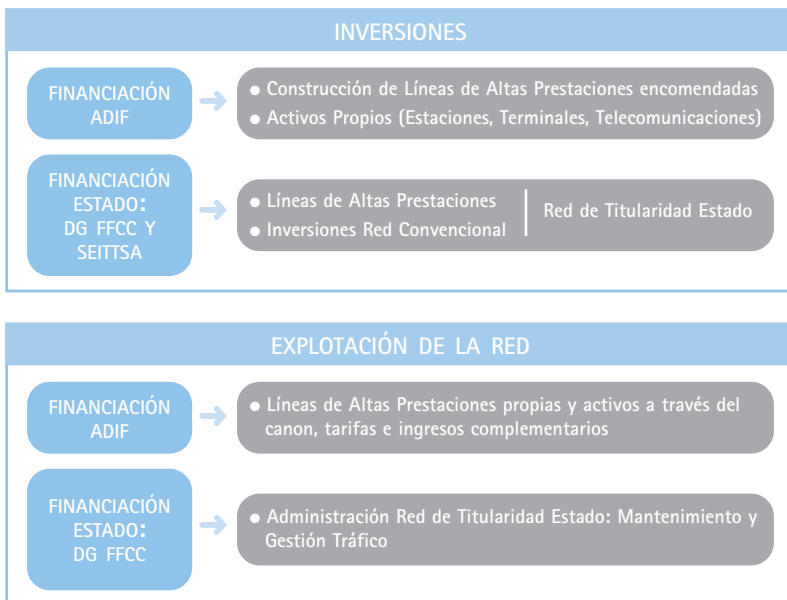 INVERSIONES
FINANCIACIÓN
ADIF
● Construcción de Líneas de Altas Prestaciones encomendadas
● Activos Propios (Estaciones, Terminales, Telecomunicaciones)
FINANCIACIÓN
ESTADO:
DG FFCC Y
SEITTSA
● Líneas de Altas Prestaciones
● Inversiones Red Convencional
Red de Titularidad Estado
EXPLOTACIÓN DE LA RED
FINANCIACIÓN
ADIF
● Líneas de Altas Prestaciones propias y activos a través del
canon, tarifas e ingresos complementarios
FINANCIACIÓN
ESTADO:
DG FFCC
● Administración Red de Titularidad Estado: Mantenimiento y
Gestión Tráfico